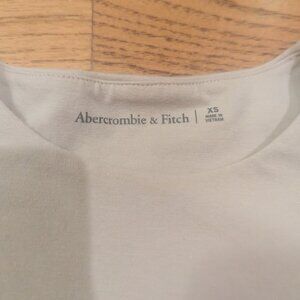 Abercrombie & Fitch | XS
MADE IN
VIETNAM